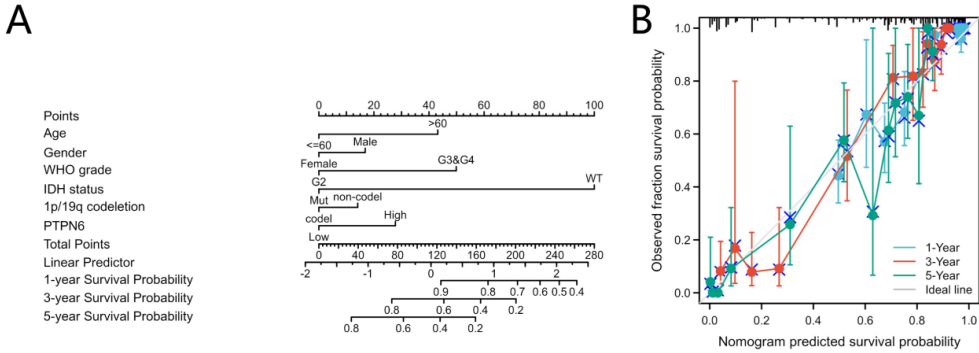 A
Points
0 20 40 60 80 100
Age
<=60 >60
Gender
Female Male
WHO grade
G2 G3&G4
IDH status
Mut WT
1p/19q codeletion
codel non-codel
PTPN6
Low High
Total Points
0 40 80 120 160 200 240 280
Linear Predictor
-2 -1 0 1 2
1-year Survival Probability
0.9 0.8 0.7 0.6 0.5 0.4
3-year Survival Probability
0.8 0.6 0.4 0.2
5-year Survival Probability
0.8 0.6 0.4 0.2
B
Observed fraction survival probability
1.0
0.8
0.6
0.4
0.2
0.0
1-Year
3-Year
5-Year
Ideal line
0.0 0.2 0.4 0.6 0.8 1.0
Nomogram predicted survival probability